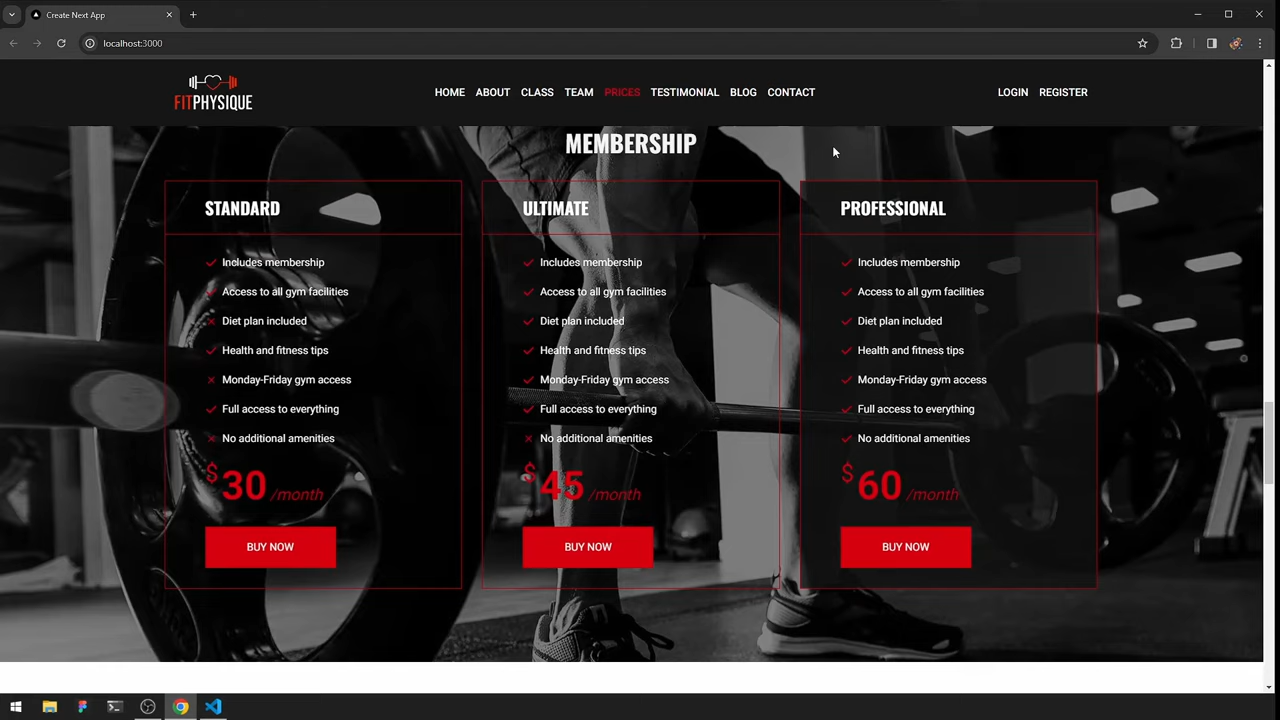 Create Next App
localhost:3000
FITPHYSIQUE
HOME ABOUT CLASS TEAM PRICES TESTIMONIAL BLOG CONTACT
LOGIN REGISTER
MEMBERSHIP
STANDARD
Includes membership
Access to all gym facilities
Diet plan included
Health and fitness tips
Monday-Friday gym access
Full access to everything
No additional amenities
$30 /month
BUY NOW
ULTIMATE
Includes membership
Access to all gym facilities
Diet plan included
Health and fitness tips
Monday-Friday gym access
Full access to everything
No additional amenities
$45 /month
BUY NOW
PROFESSIONAL
Includes membership
Access to all gym facilities
Diet plan included
Health and fitness tips
Monday-Friday gym access
Full access to everything
No additional amenities
$60 /month
BUY NOW